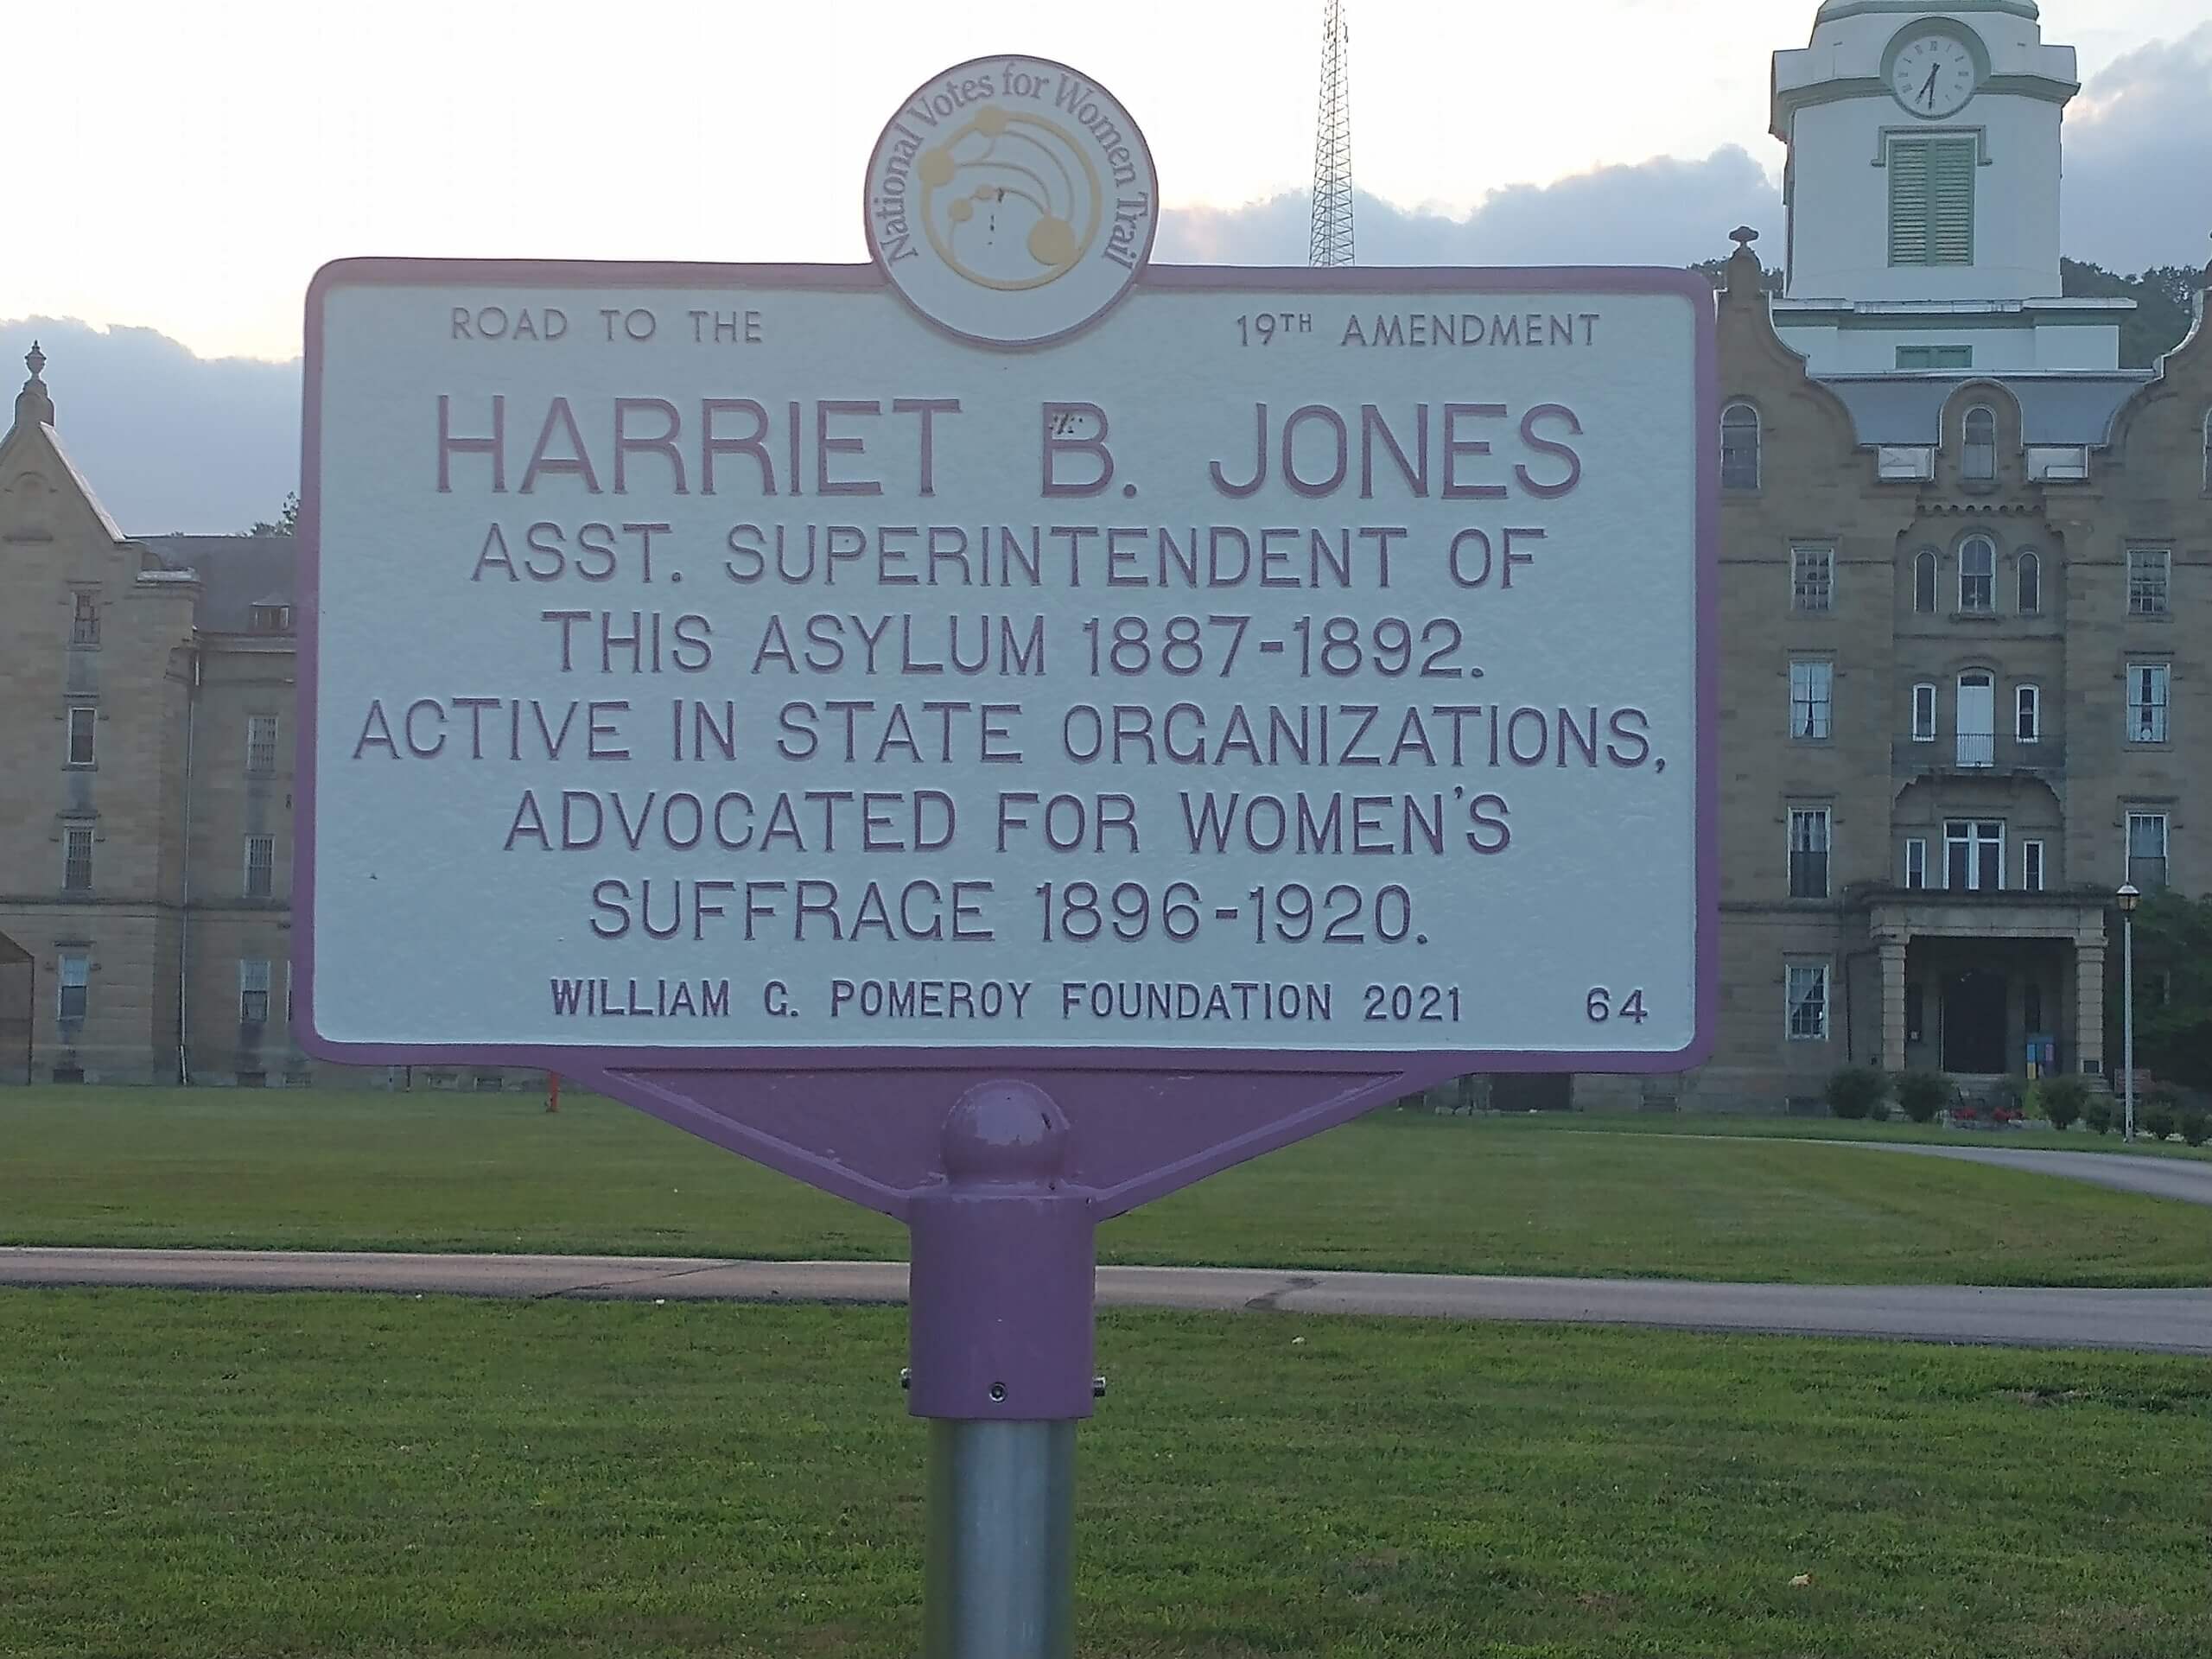 National Votes for Women Trail
ROAD TO THE 19TH AMENDMENT
HARRIET B. JONES
ASST. SUPERINTENDENT OF
THIS ASYLUM 1887-1892.
ACTIVE IN STATE ORGANIZATIONS,
ADVOCATED FOR WOMEN'S
SUFFRAGE 1896-1920.
WILLIAM G. POMEROY FOUNDATION 2021 64